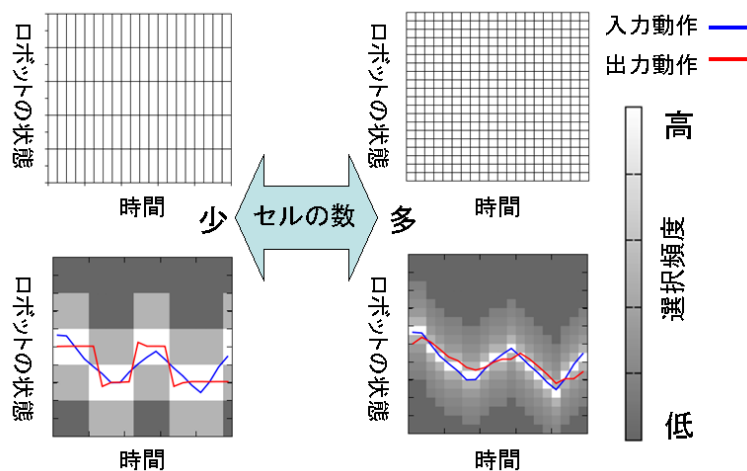 ロボットの状態
時間
ロボットの状態
時間
入力動作
出力動作
少
セルの数
多
高
選択頻度
低
ロボットの状態
時間
ロボットの状態
時間